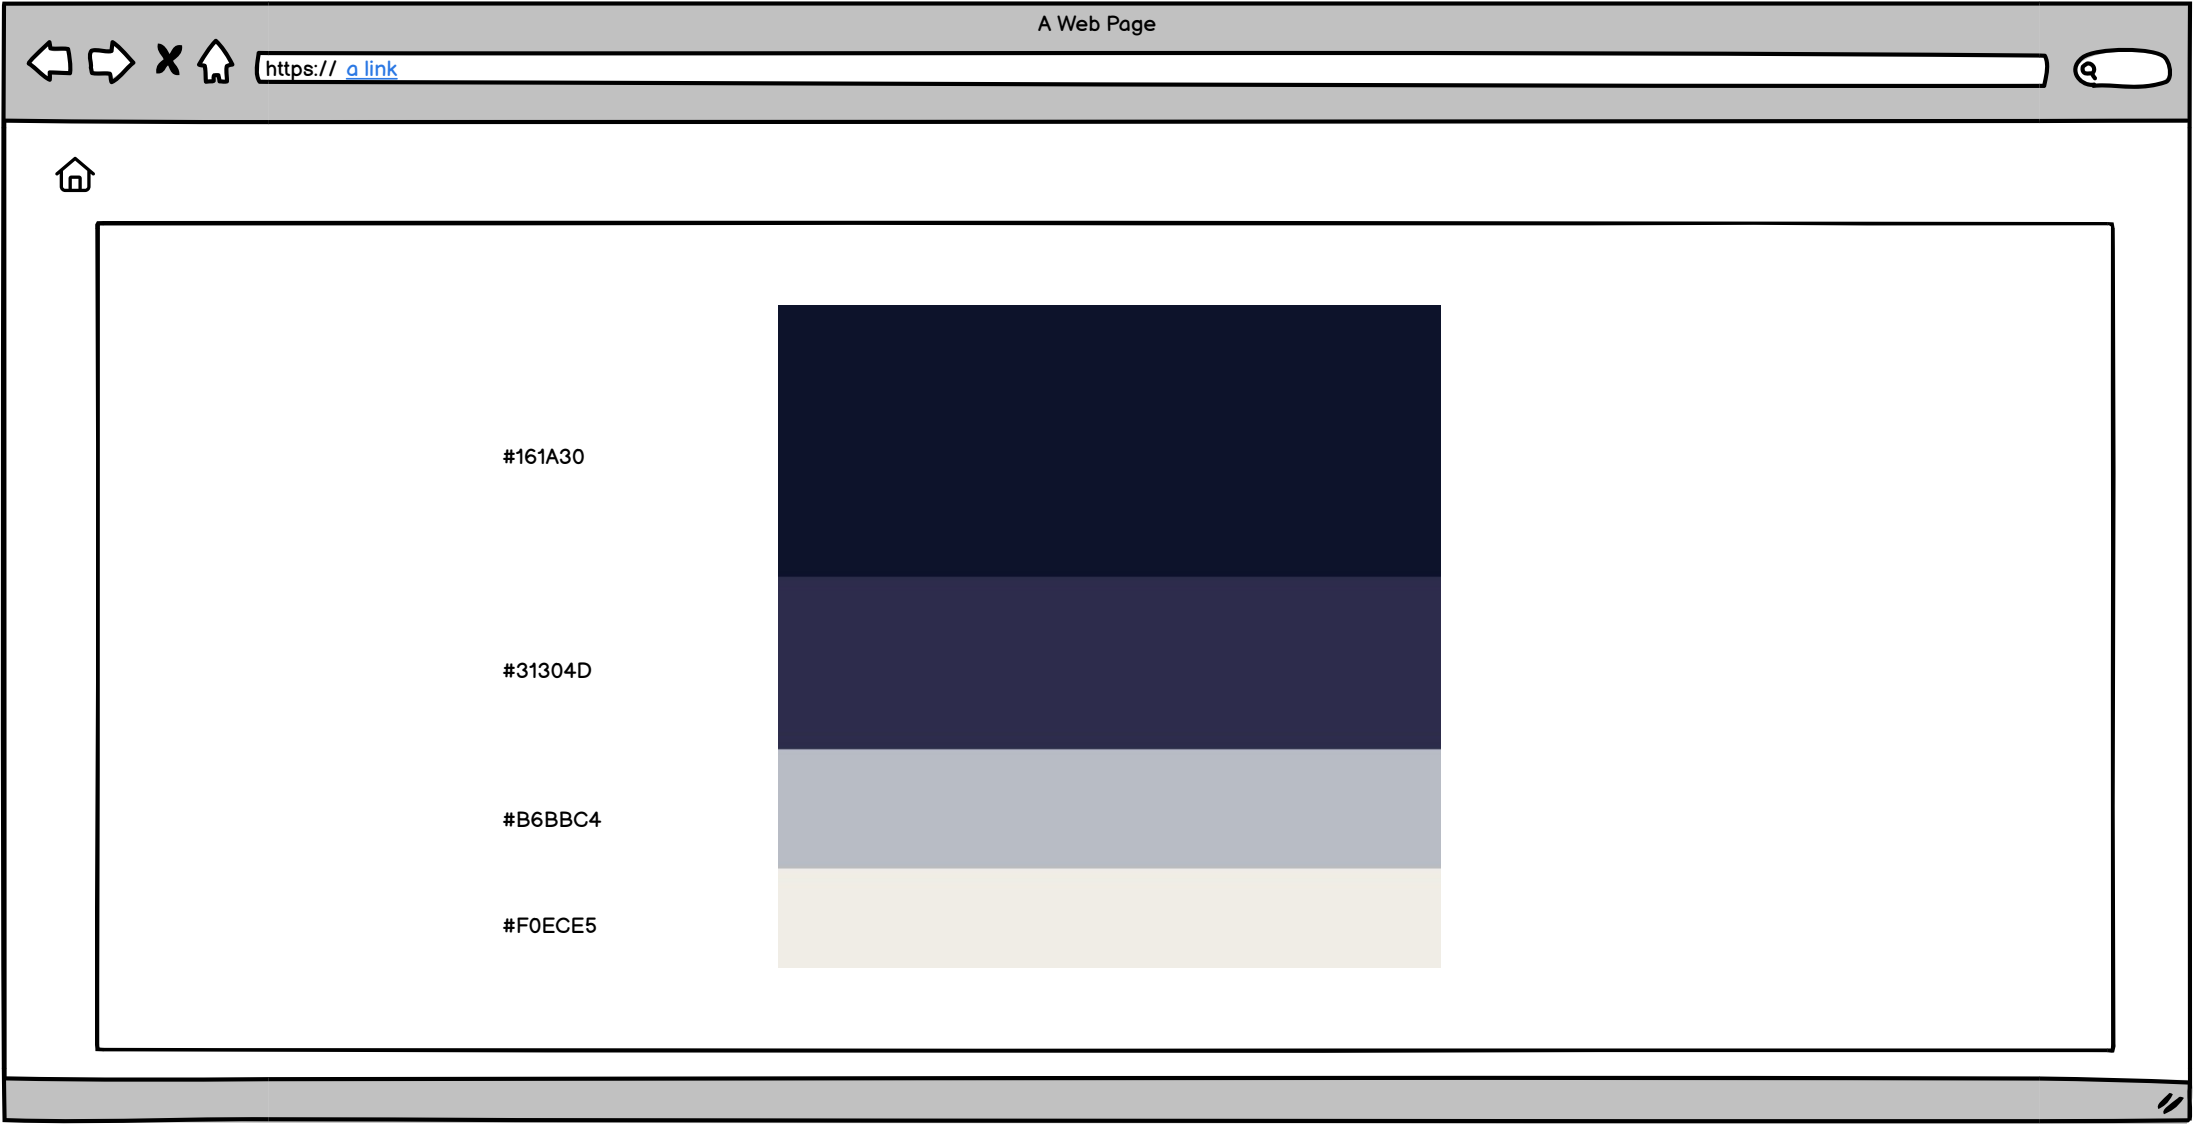 A Web Page
https:// a link
#161A30
#31304D
#B6BBC4
#F0ECE5